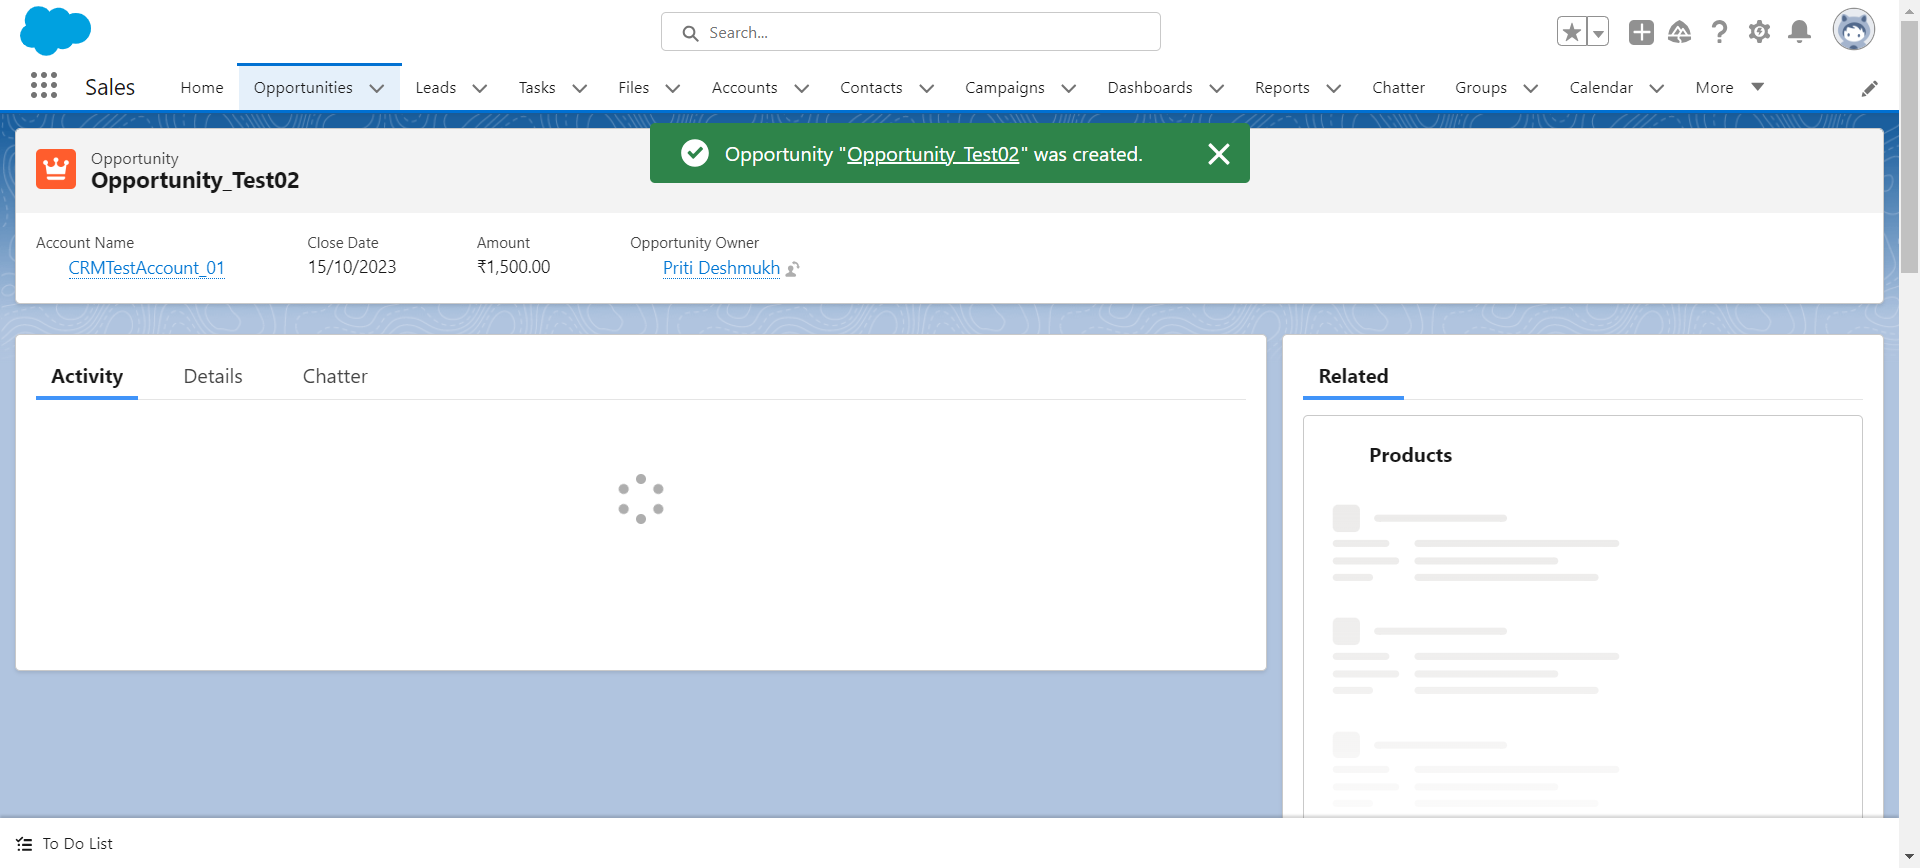 Search...
Sales
Home
Opportunities
Leads
Tasks
Files
Accounts
Contacts
Campaigns
Dashboards
Reports
Chatter
Groups
Calendar
More
Opportunity "Opportunity_Test02" was created.
Opportunity
Opportunity_Test02
Account Name
CRMTestAccount_01
Close Date
15/10/2023
Amount
₹1,500.00
Opportunity Owner
Priti Deshmukh
Activity
Details
Chatter
Related
Products
To Do List